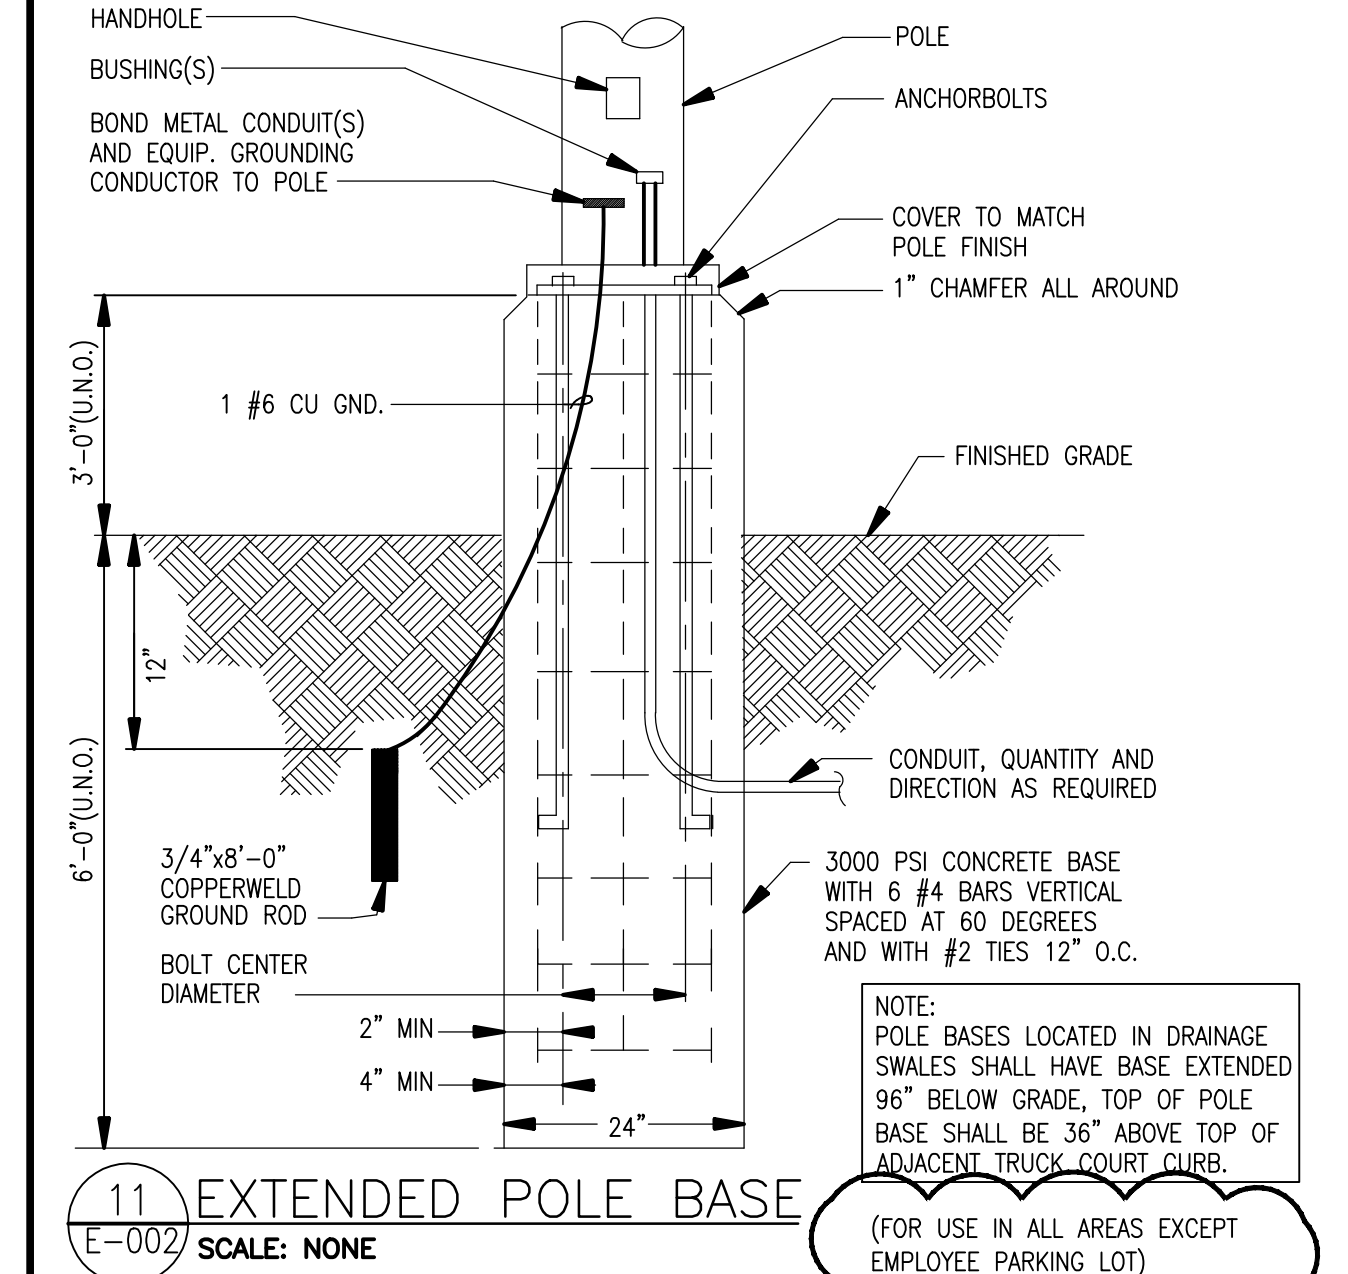 HANDHOLE
BUSHING(S)
BOND METAL CONDUIT(S)
AND EQUIP. GROUNDING
CONDUCTOR TO POLE
POLE
ANCHORBOLTS
COVER TO MATCH
POLE FINISH
1" CHAMFER ALL AROUND
3'-0"(U.N.O.)
1 #6 CU GND.
FINISHED GRADE
12"
6'-0"(U.N.O.)
CONDUIT, QUANTITY AND
DIRECTION AS REQUIRED
3/4"x8'-0"
COPPERWELD
GROUND ROD
3000 PSI CONCRETE BASE
WITH 6 #4 BARS VERTICAL
SPACED AT 60 DEGREES
AND WITH #2 TIES 12" O.C.
BOLT CENTER
DIAMETER
2" MIN
4" MIN
24"
NOTE:
POLE BASES LOCATED IN DRAINAGE
SWALES SHALL HAVE BASE EXTENDED
96" BELOW GRADE, TOP OF POLE
BASE SHALL BE 36" ABOVE TOP OF
ADJACENT TRUCK COURT CURB.
11
E-002
EXTENDED POLE BASE
SCALE: NONE
(FOR USE IN ALL AREAS EXCEPT
EMPLOYEE PARKING LOT)